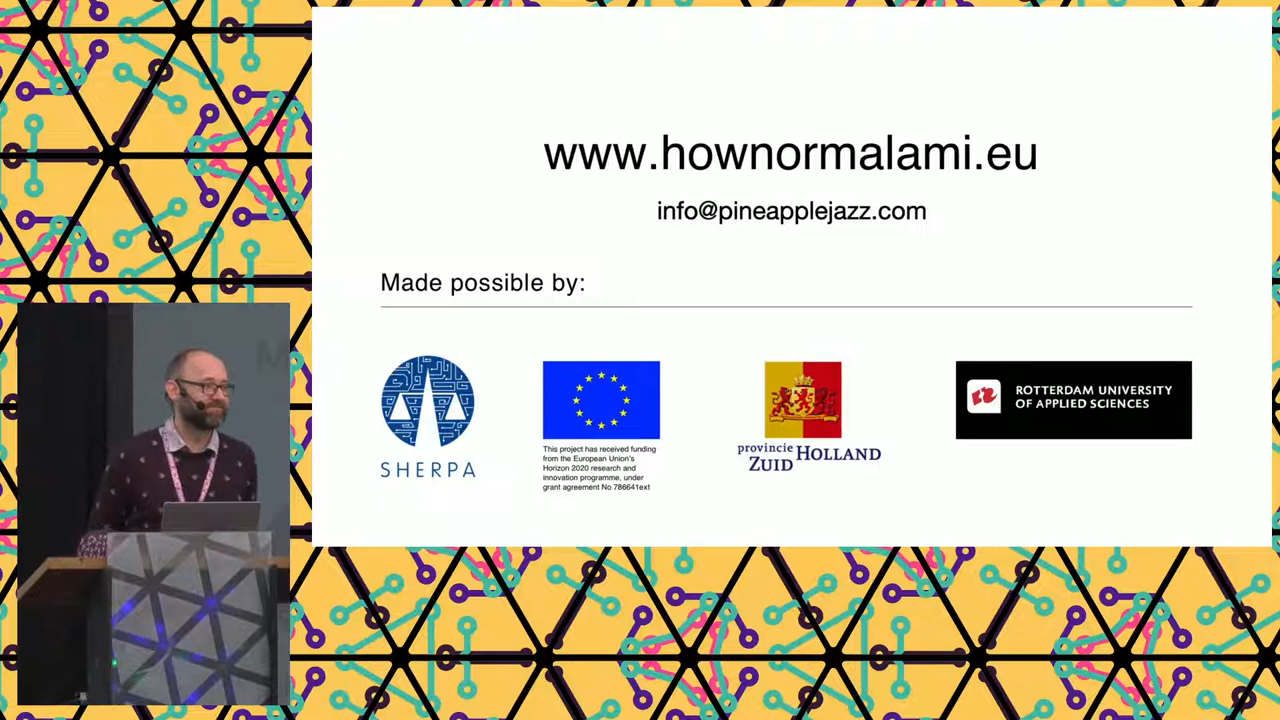 www.hownormalami.eu
info@pineapplejazz.com
Made possible by:
SHERPA
This project has received funding
from the European Union's
Horizon 2020 research and
innovation programme, under
grant agreement No 786641ext
provincie HOLLAND
ZUID
ROTTERDAM UNIVERSITY
OF APPLIED SCIENCES